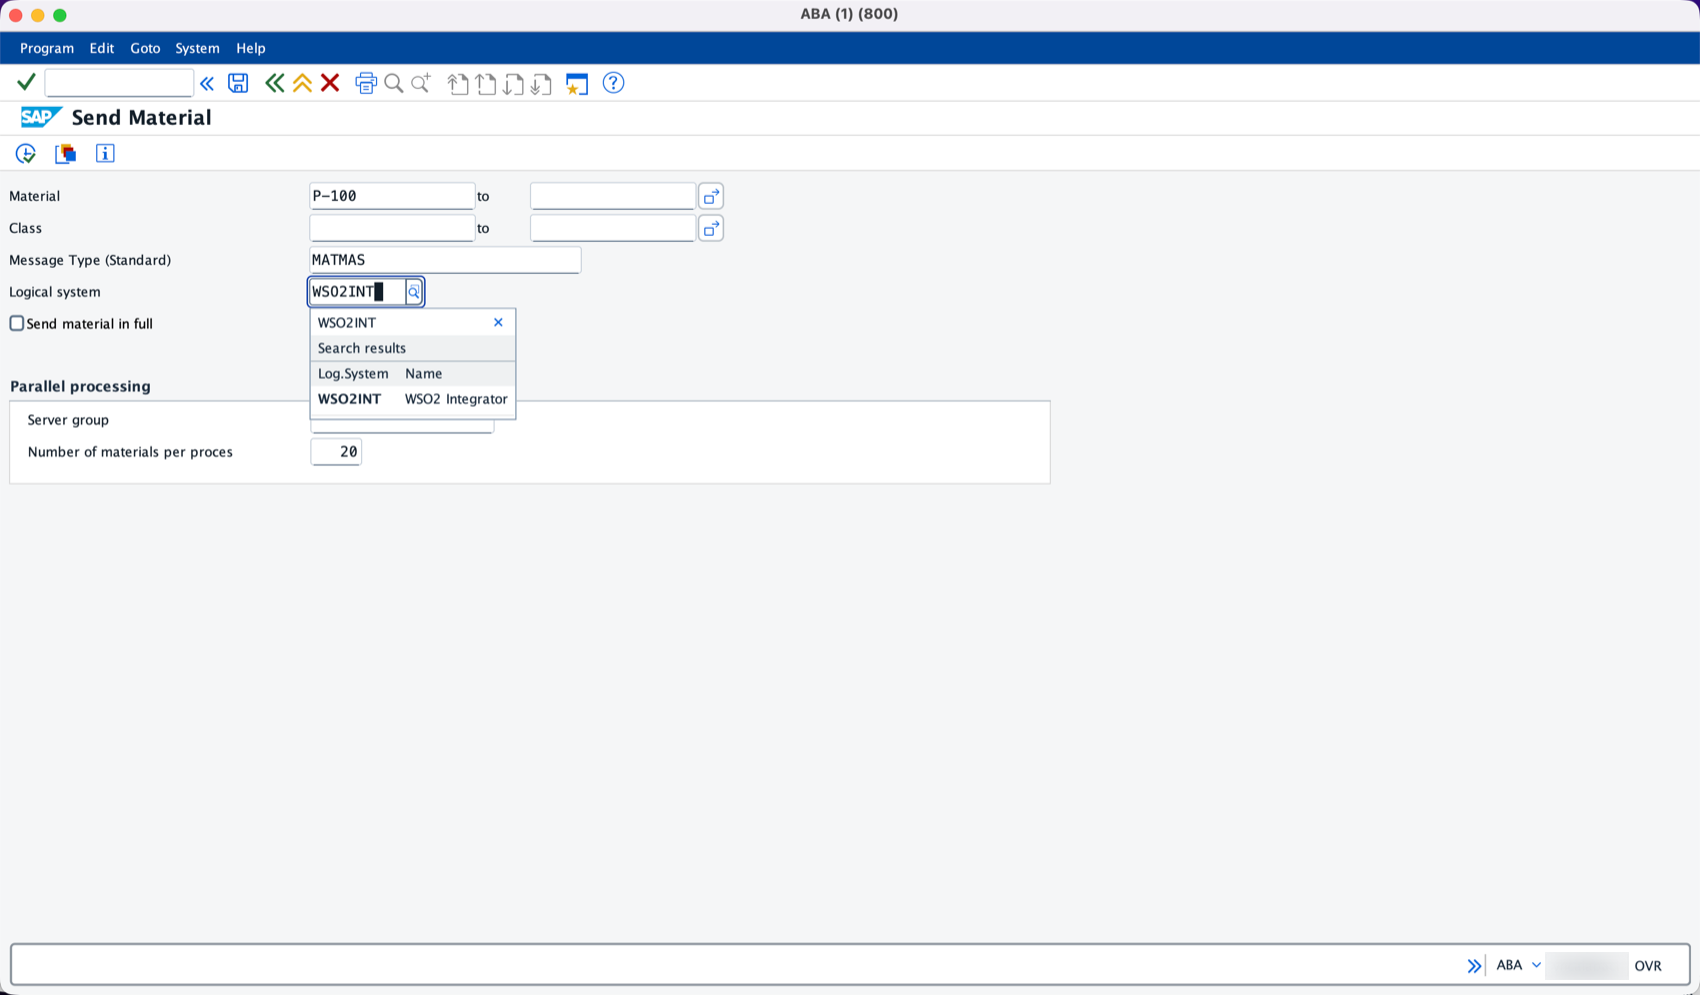 ABA (1) (800)
Program Edit Goto System Help
SAP Send Material
Material P-100 to
Class to
Message Type (Standard) MATMAS
Logical system WSO2INT
Send material in full
WSO2INT
Search results
Log.System Name
WSO2INT WSO2 Integrator
Parallel processing
Server group
Number of materials per proces 20
ABA OVR